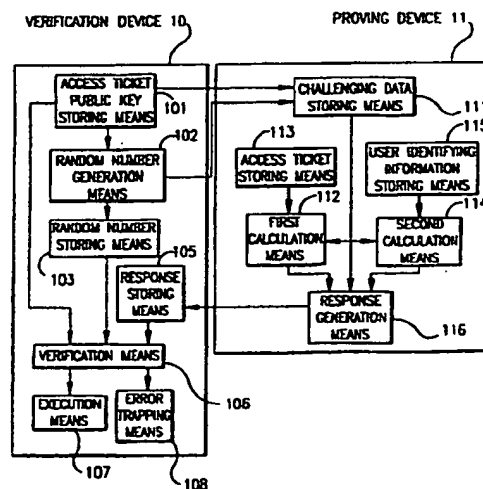 VERIFICATION DEVICE 10
ACCESS TICKET
PUBLIC KEY
STORING MEANS
101
102
RANDOM NUMBER
GENERATION
MEANS
RANDOM NUMBER
STORING MEANS
103
105
RESPONSE
STORING
MEANS
VERIFICATION MEANS
106
EXECUTION
MEANS
107
ERROR
TRAPPING
MEANS
108
PROVING DEVICE 11
CHALLENGING DATA
STORING MEANS
111
115
113
ACCESS TICKET
STORING MEANS
112
USER IDENTIFYING
INFORMATION
STORING MEANS
114
FIRST
CALCULATION
MEANS
SECOND
CALCULATION
MEANS
RESPONSE
GENERATION
MEANS
116